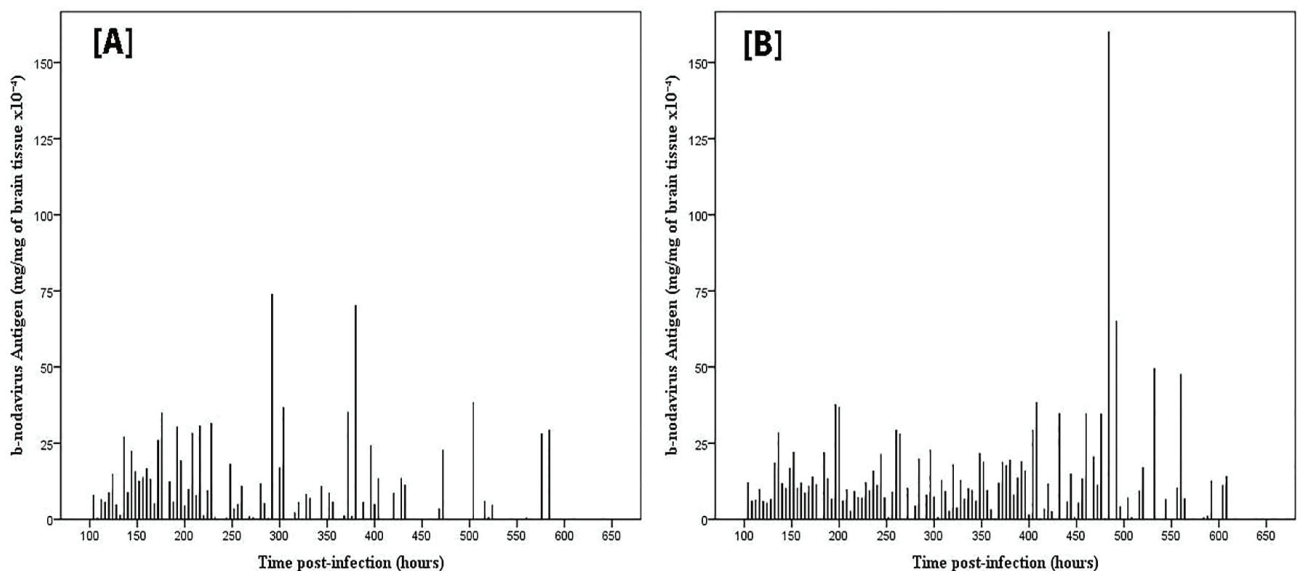 [A]
b-nodavirus Antigen (mg/mg of brain tissue x10⁻⁴)
150
125
100
75
50
25
0
100 150 200 250 300 350 400 450 500 550 600 650
Time post-infection (hours)
[B]
b-nodavirus Antigen (mg/mg of brain tissue x10⁻⁴)
150
125
100
75
50
25
0
100 150 200 250 300 350 400 450 500 550 600 650
Time post-infection (hours)